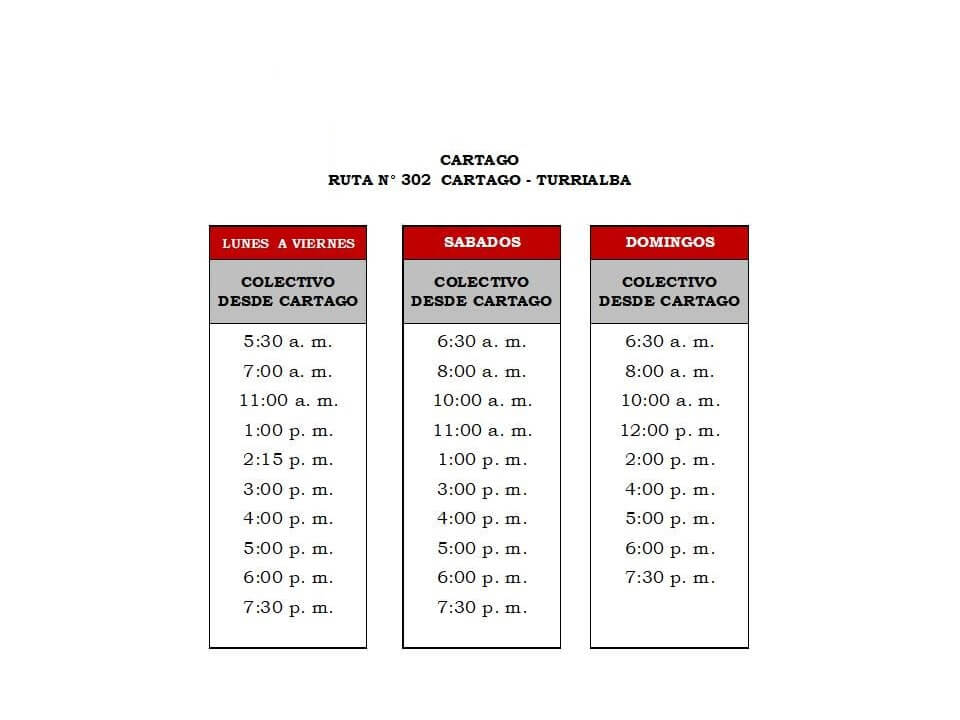 CARTAGO
RUTA N° 302 CARTAGO - TURRIALBA
LUNES A VIERNES
COLECTIVO
DESDE CARTAGO
5:30 a. m.
7:00 a. m.
11:00 a. m.
1:00 p. m.
2:15 p. m.
3:00 p. m.
4:00 p. m.
5:00 p. m.
6:00 p. m.
7:30 p. m.
SABADOS
COLECTIVO
DESDE CARTAGO
6:30 a. m.
8:00 a. m.
10:00 a. m.
11:00 a. m.
1:00 p. m.
3:00 p. m.
4:00 p. m.
5:00 p. m.
6:00 p. m.
7:30 p. m.
DOMINGOS
COLECTIVO
DESDE CARTAGO
6:30 a. m.
8:00 a. m.
10:00 a. m.
12:00 p. m.
2:00 p. m.
4:00 p. m.
5:00 p. m.
6:00 p. m.
7:30 p. m.